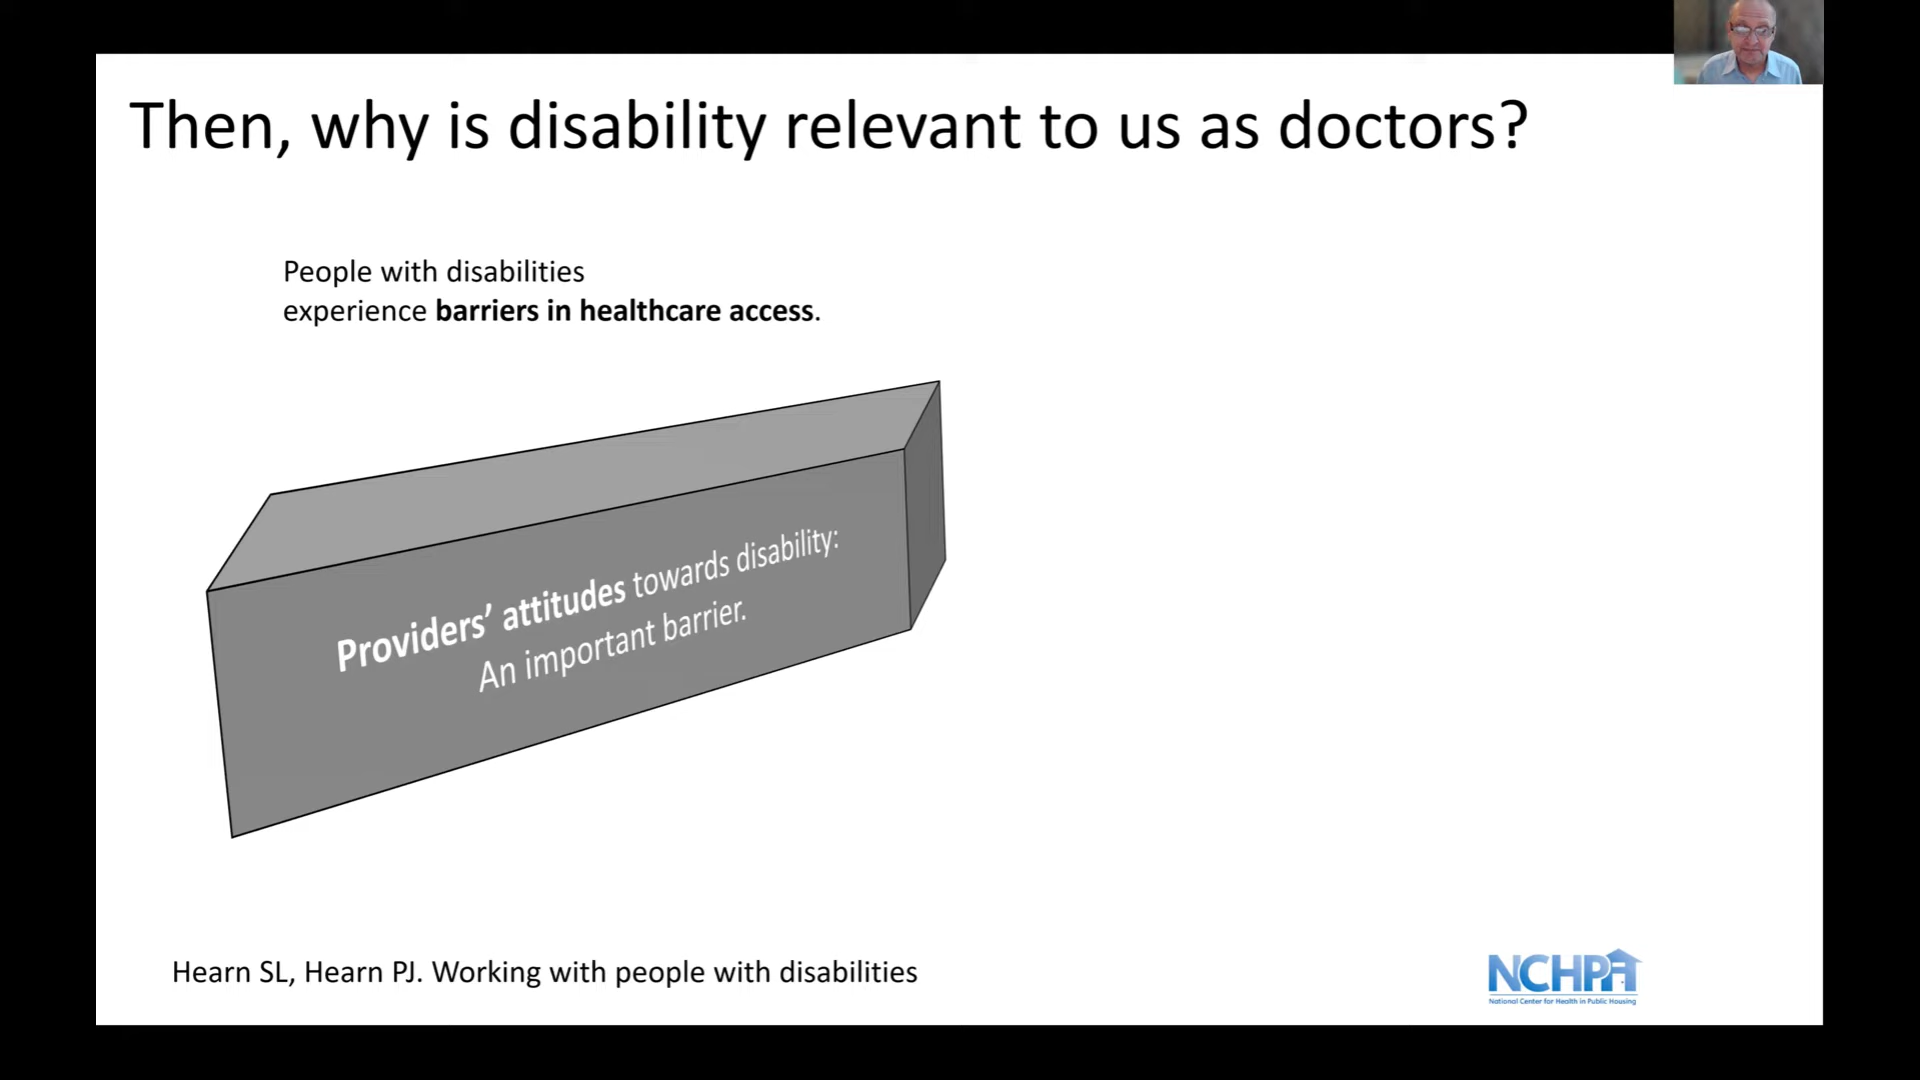 Then, why is disability relevant to us as doctors?
People with disabilities
experience barriers in healthcare access.
Providers’ attitudes towards disability:
An important barrier.
Hearn SL, Hearn PJ. Working with people with disabilities
NCHPH
National Center for Health in Public Housing